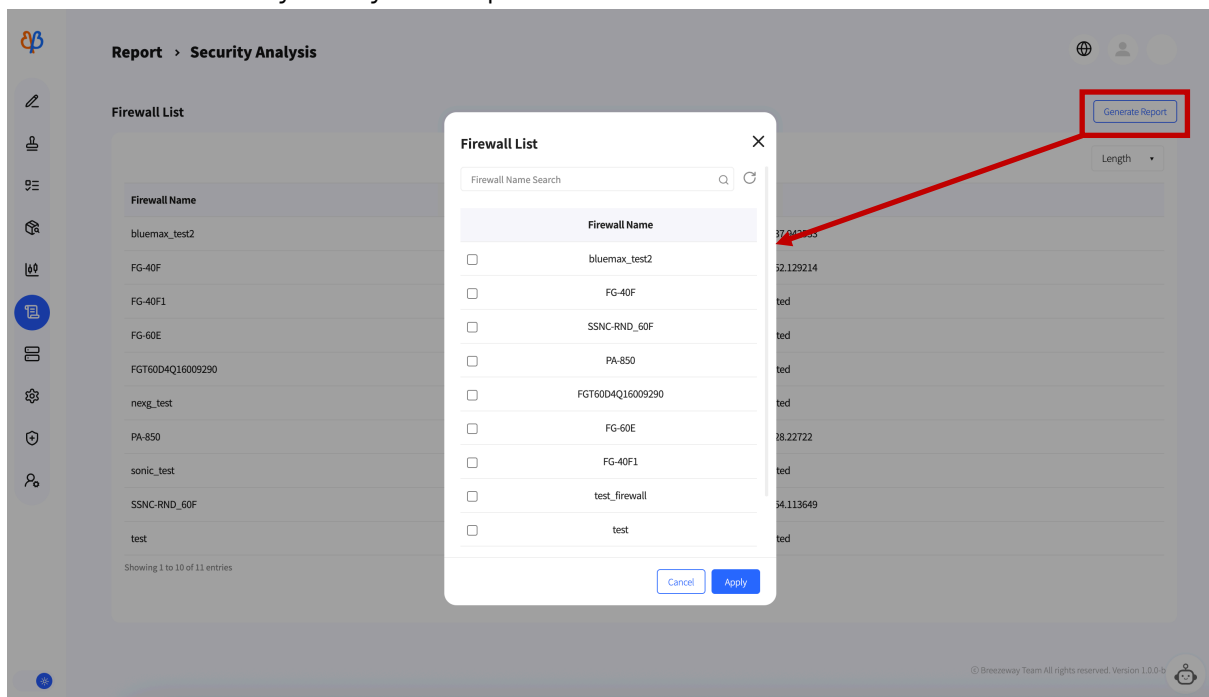 Report > Security Analysis
Firewall List
Generate Report
Length
Firewall Name
bluemax_test2
FG-40F
52.129214
FG-40F1
ted
FG-60E
ted
FGT60D4Q16009290
ted
nexg_test
ted
PA-850
28.22722
sonic_test
ted
SSNC-RND_60F
54.113649
test
ted
Showing 1 to 10 of 11 entries
Firewall List
Firewall Name Search
Firewall Name
bluemax_test2
FG-40F
SSNC-RND_60F
PA-850
FGT60D4Q16009290
FG-60E
FG-40F1
test_firewall
test
Cancel
Apply
Breezeway Team All rights reserved. Version 1.0.0-b